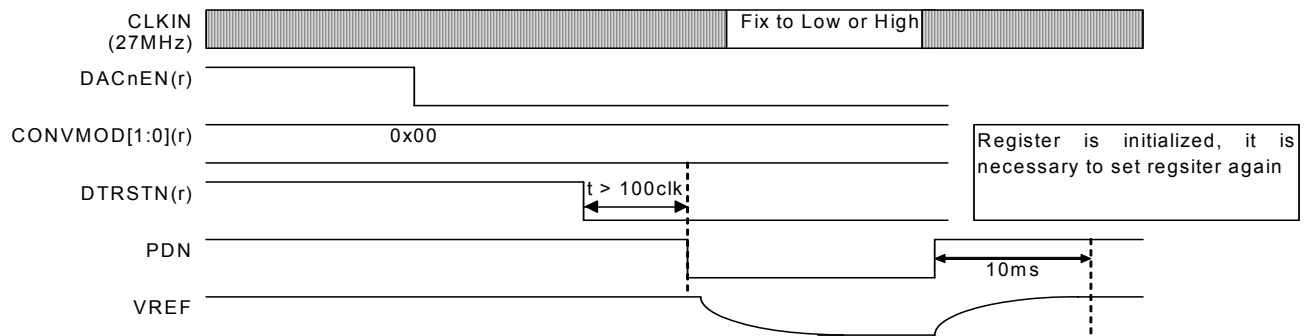 CLKIN
(27MHz)
Fix to Low or High
DACnEN(r)
CONVMOD[1:0](r)
0x00
Register is initialized, it is
necessary to set regsiter again
DTRSTN(r)
t > 100clk
PDN
10ms
VREF